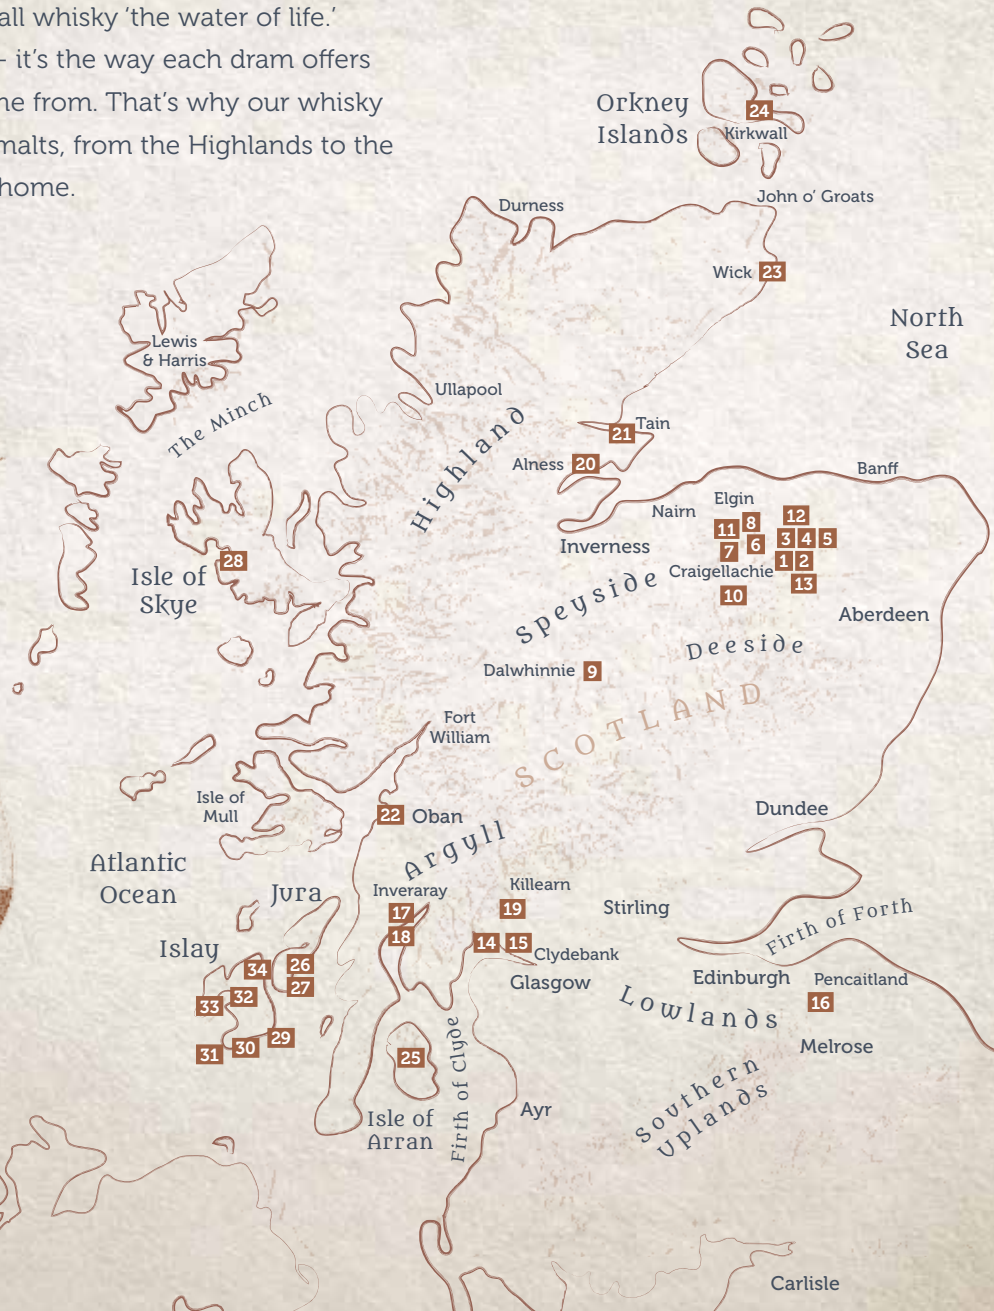 all whisky ‘the water of life.’
- it’s the way each dram offers
me from. That’s why our whisky
malts, from the Highlands to the
home.
Orkney
Islands
24
Kirkwall
John o’ Groats
Durness
Wick 23
North
Sea
Lewis
& Harris
The Minch
Ullapool
Highland
21 Tain
Alness 20
Banff
Nairn
Elgin
11 8 12
7 6 3 4 5
Inverness
Craigellachie 1 2
13
10
Isle of
Skye
28
Speyside
Aberdeen
Deeside
Dalwhinnie 9
SCOTLAND
Fort
William
Isle of
Mull
22 Oban
Dundee
Argyll
Atlantic
Ocean
Jura
Inveraray
17
18
Killearn
19
Stirling
Firth of Forth
Islay
14 15
Clydebank
Glasgow
34 26
27
33 32
31 30 29
Edinburgh
Pencaitland
16
Lowlands
Melrose
25
Firth of Clyde
Southern
Uplands
Isle of
Arran
Ayr
Carlisle